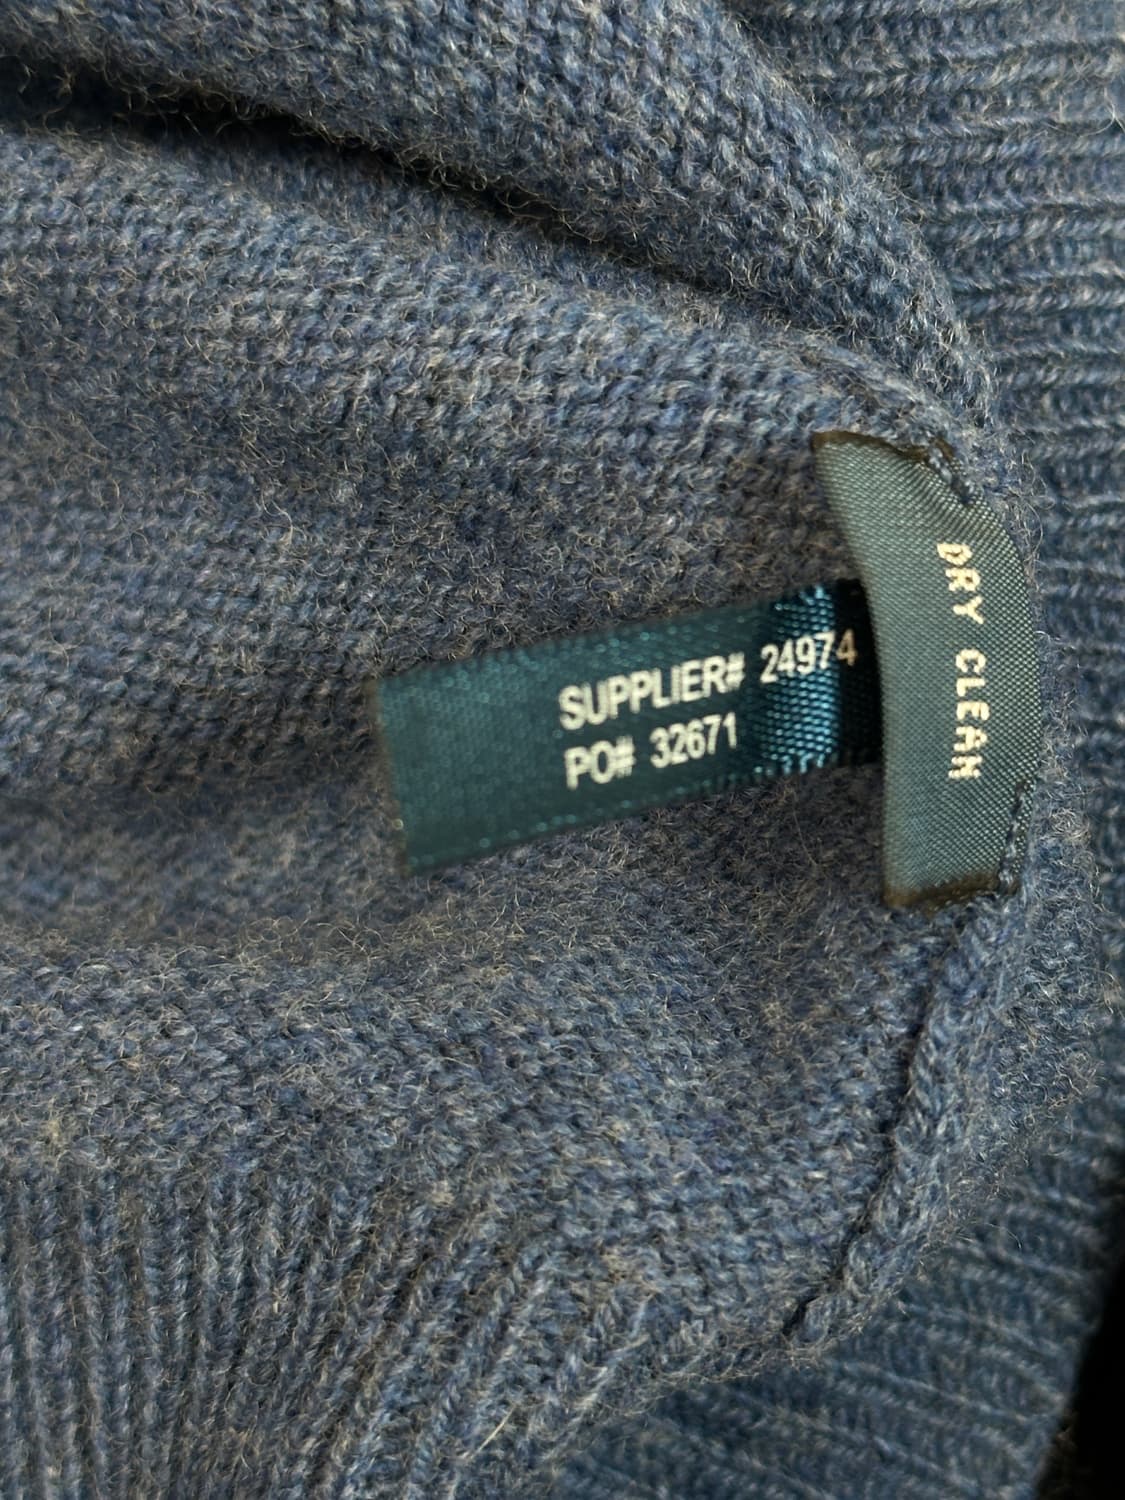 SUPPLIER# 24974
PO# 32671
DRY CLEAN